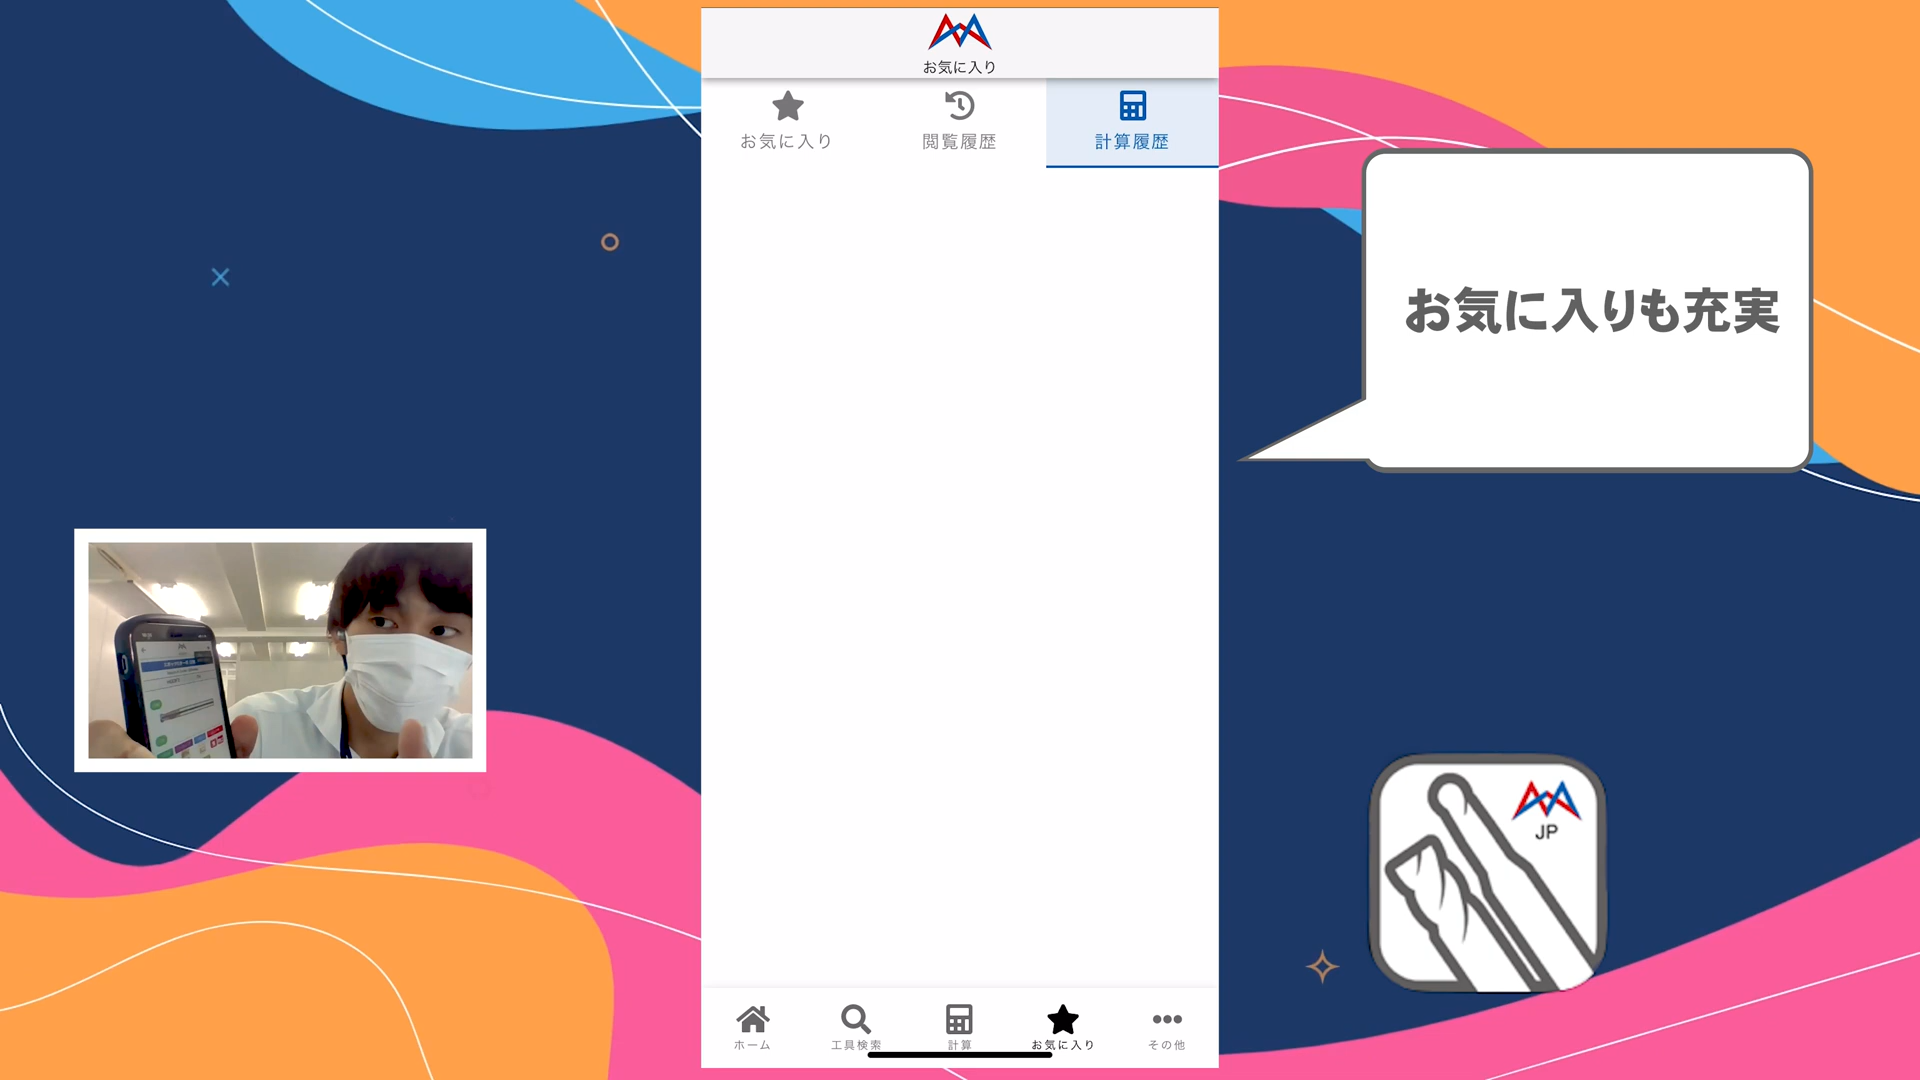 お気に入り
お気に入り
閲覧履歴
計算履歴
お気に入りも充実
JP
ホーム
工具検索
計算
お気に入り
その他